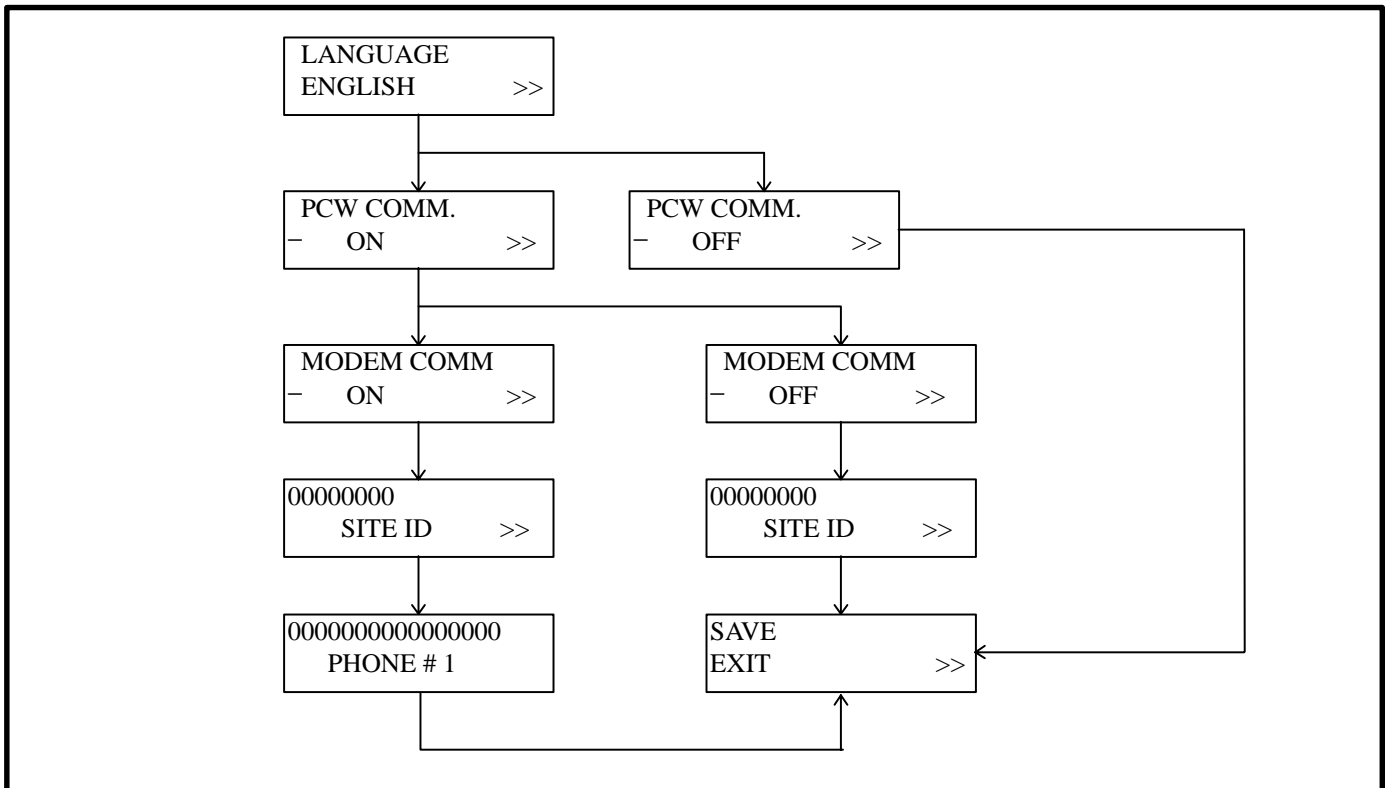 LANGUAGE
ENGLISH >>
PCW COMM.
– ON >>
PCW COMM.
– OFF >>
MODEM COMM
– ON >>
MODEM COMM
– OFF >>
00000000
SITE ID >>
00000000
SITE ID >>
0000000000000000
PHONE # 1
SAVE
EXIT >>